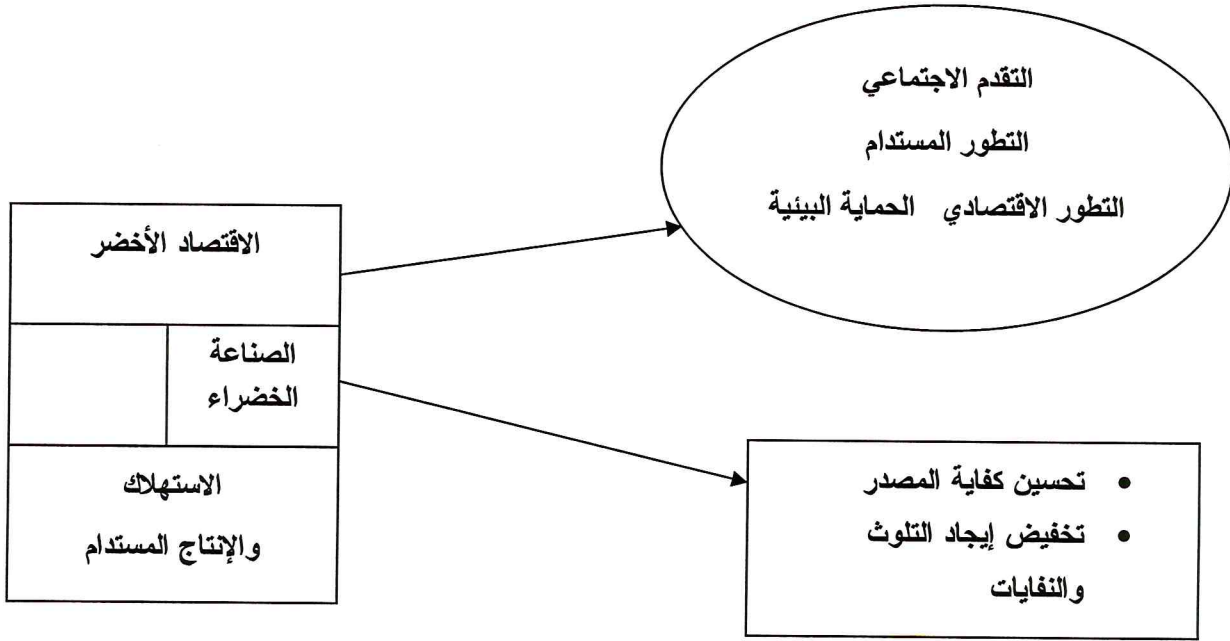 التقدم الاجتماعي
التطور المستدام
التطور الاقتصادي الحماية البيئية
الاقتصاد الأخضر
الصناعة
الخضراء
الاستهلاك
والإنتاج المستدام
• تحسين كفاية المصدر
• تخفيض إيجاد التلوث
والنفايات